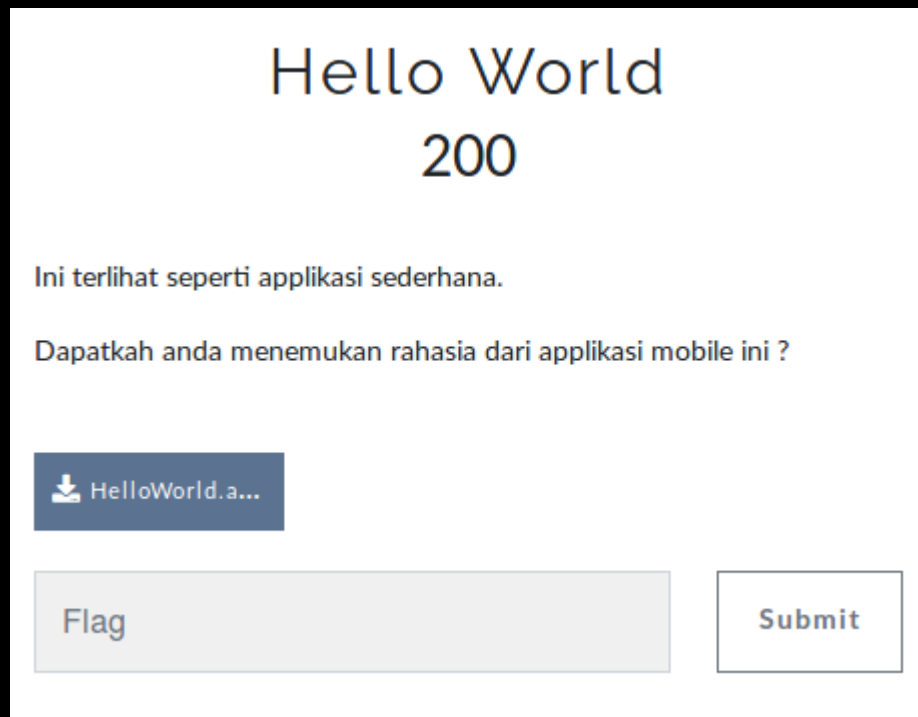 Hello World
200
Ini terlihat seperti applikasi sederhana.
Dapatkah anda menemukan rahasia dari applikasi mobile ini ?
HelloWorld.a...
Flag
Submit